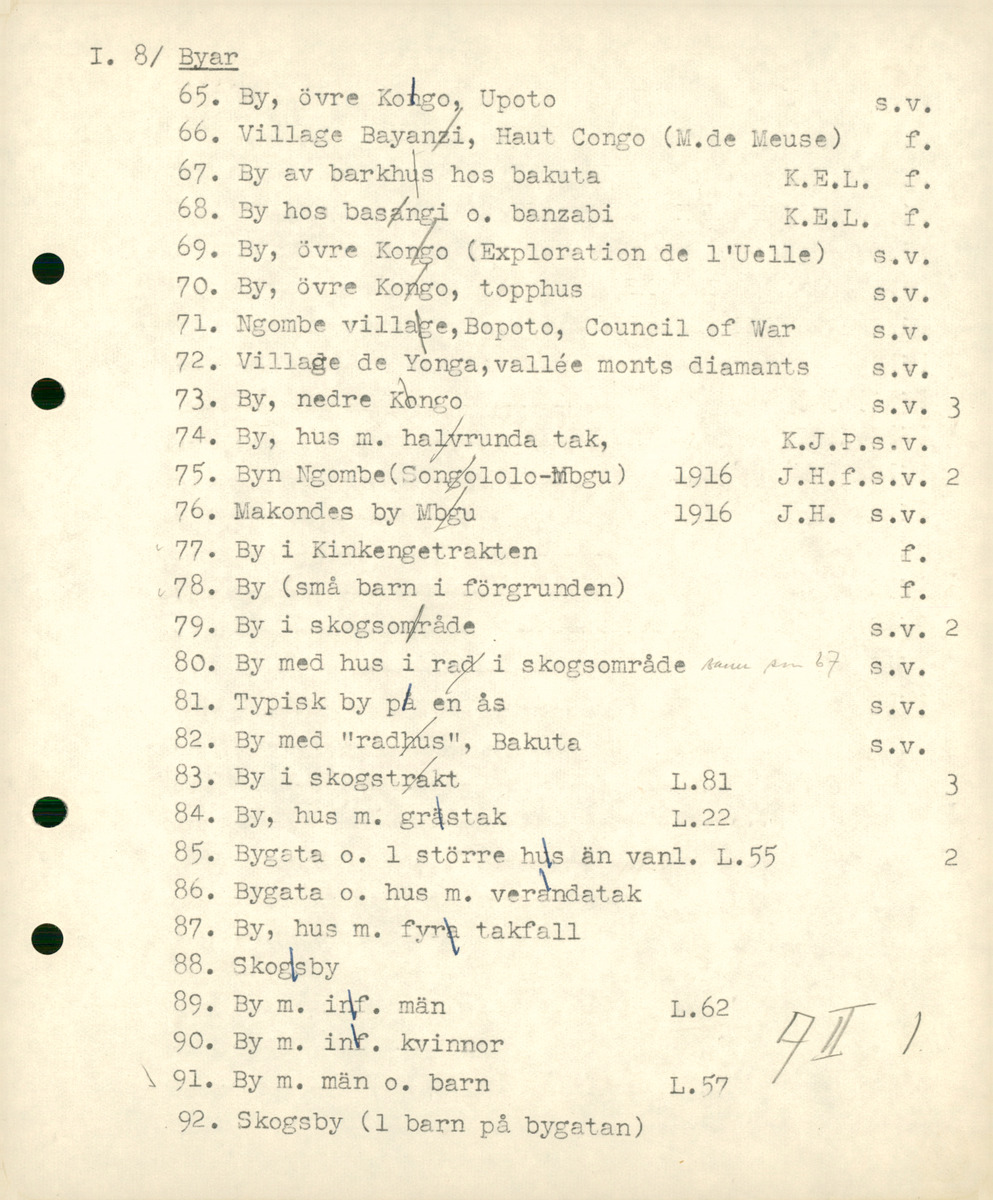 I. 8/ Byar
65. By, övre Kongo, Upoto s.v.
66. Village Bayanzi, Haut Congo (M.de Meuse) f.
67. By av barkhus hos bakuta K.E.L. f.
68. By hos basangi o. banzabi K.E.L. f.
69. By, övre Kongo (Exploration de l'Uelle) s.v.
70. By, övre Kongo, topphus s.v.
71. Ngombe village,Bopoto, Council of War s.v.
72. Village de Yonga,vallée monts diamants s.v.
73. By, nedre Kongo s.v. 3
74. By, hus m. halvrunda tak, K.J.P.s.v.
75. Byn Ngombe(Songololo-Mbgu) 1916 J.H.f.s.v. 2
76. Makondes by Mbgu 1916 J.H. s.v.
77. By i Kinkengetrakten f.
78. By (små barn i förgrunden) f.
79. By i skogsområde s.v. 2
80. By med hus i rad i skogsområde samma som 67 s.v.
81. Typisk by på en ås s.v.
82. By med "radhus", Bakuta s.v.
83. By i skogstrakt L.81 3
84. By, hus m. grästak L.22
85. Bygata o. 1 större hus än vanl. L.55 2
86. Bygata o. hus m. verandatak
87. By, hus m. fyra takfall
88. Skogsby
89. By m. inf. män L.62
90. By m. inf. kvinnor
91. By m. män o. barn L.57
92. Skogsby (1 barn på bygatan)